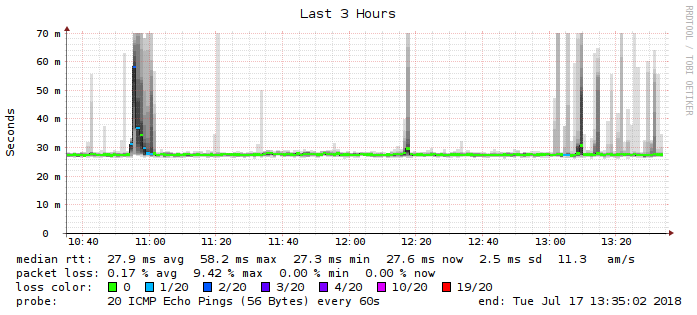 Last 3 Hours
RRDTOOL / TOBI OETIKER
Seconds
70 m
60 m
50 m
40 m
30 m
20 m
10 m
0
10:40 11:00 11:20 11:40 12:00 12:20 12:40 13:00 13:20
median rtt: 27.9 ms avg 58.2 ms max 27.3 ms min 27.6 ms now 2.5 ms sd 11.3 am/s
packet loss: 0.17 % avg 9.42 % max 0.00 % min 0.00 % now
loss color: 0 1/20 2/20 3/20 4/20 10/20 19/20
probe: 20 ICMP Echo Pings (56 Bytes) every 60s end: Tue Jul 17 13:35:02 2018